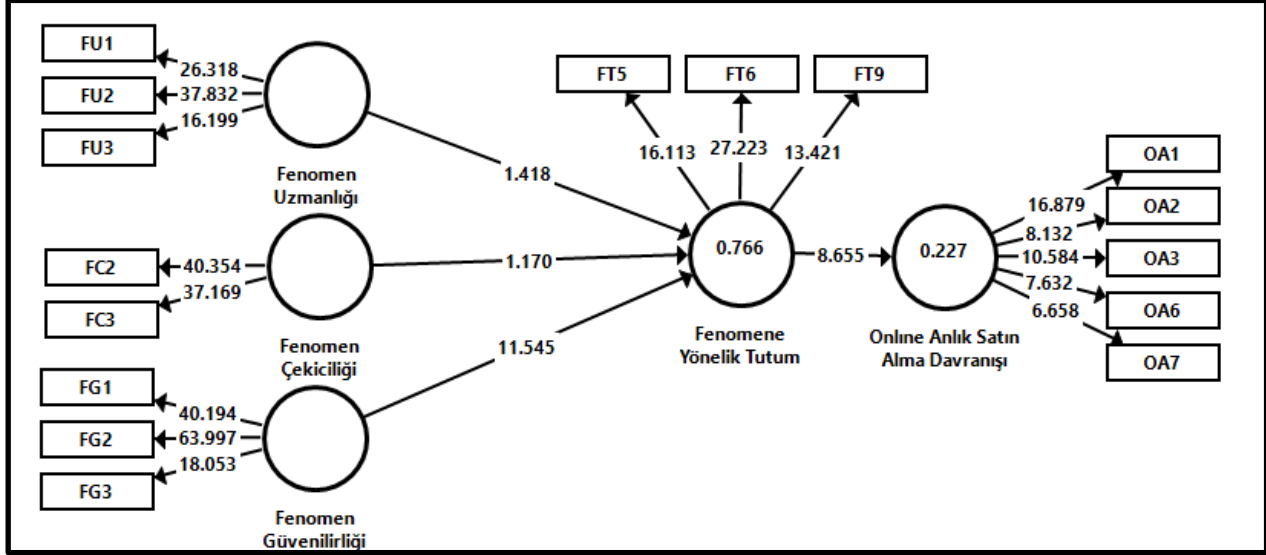 FU1
FU2
FU3
26.318
37.832
16.199
Fenomen
Uzmanlığı
1.418
FC2
FC3
40.354
37.169
Fenomen
Çekiciliği
1.170
FG1
FG2
FG3
40.194
63.997
18.053
Fenomen
Güvenilirliği
11.545
FT5
FT6
FT9
16.113
27.223
13.421
0.766
Fenomene
Yönelik Tutum
8.655
0.227
Onlıne Anlık Satın
Alma Davranışı
16.879
8.132
10.584
7.632
6.658
OA1
OA2
OA3
OA6
OA7